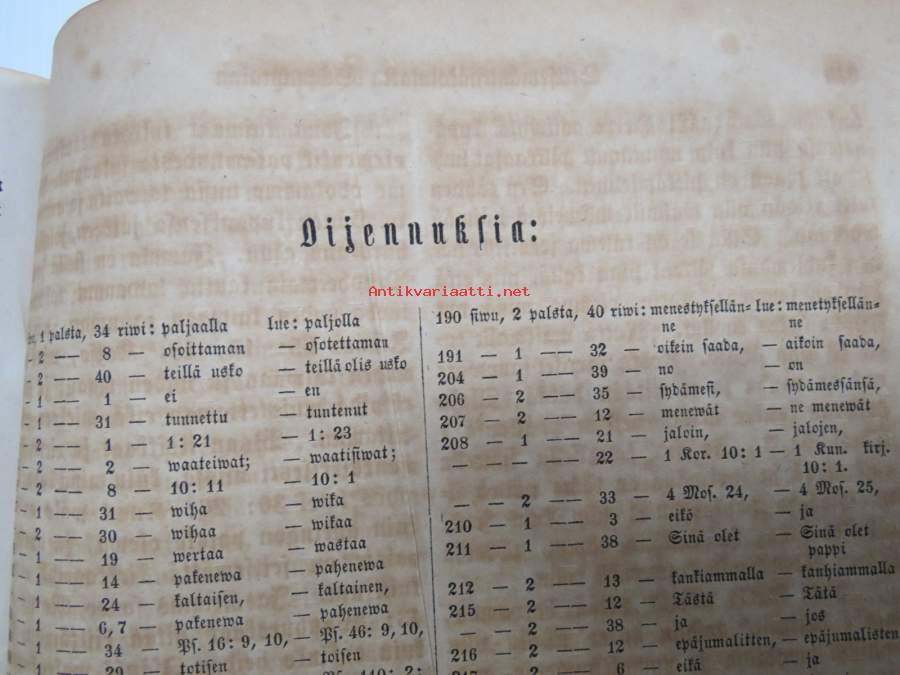 Oijennuksia:
Antikvariaatti.net
1 palsta, 34 riwi: paljaalla lue: paljolla
- 2 — 8 — osoittaman — osotettaman
- 2 — 40 — teillä usko — teillä olis usko
- 1 — 1 — ei — en
- 1 — 31 — tunnettu — tuntenut
- 2 — 1 — 1: 21 — 1: 23
- 2 — 2 — waateiwat; — waatisiwat;
- 2 — 8 — 10: 11 — 10: 1
- 1 — 31 — wiha — wika
- 2 — 30 — wihaa — wikaa
- 1 — 19 — wertaa — wastaa
- 1 — 14 — pakenewa — pahenewa
- 1 — 24 — kaltaisen, — kaltainen,
- 1 — 6, 7 — pakenewa — pahenewa
- 1 — 34 — Ps. 16: 9, 10, — Ps. 46: 9, 10,
- 1 — 29 — totisen — toisen
190 siwu, 2 palsta, 40 riwi: menestyksellän= lue: menetyksellän=
ne ne
191 — 1 — 32 — oikein saada, — aikoin saada,
204 — 1 — 39 — no — on
206 — 2 — 35 — sydämesi, — sydämessänsä,
207 — 2 — 12 — menewät — ne menewät
208 — 1 — 21 — jaloin, — jalojen,
— — — 22 — 1 Kor. 10: 1 — 1 Kun. kirj.
10: 1.
— — 2 — 33 — 4 Mos. 24, — 4 Mos. 25,
210 — 1 — 3 — eikö — ja
211 — 1 — 38 — Sinä olet — Sinä olet
pappi
212 — 2 — 13 — kankiammalla — kauhiammalla
215 — 2 — 12 — Tästä — Tätä
— — 2 — 38 — ja — jos
216 — 2 — 12 — epäjumalitten, — epäjumalisten
2 — 6 — eikä — ja